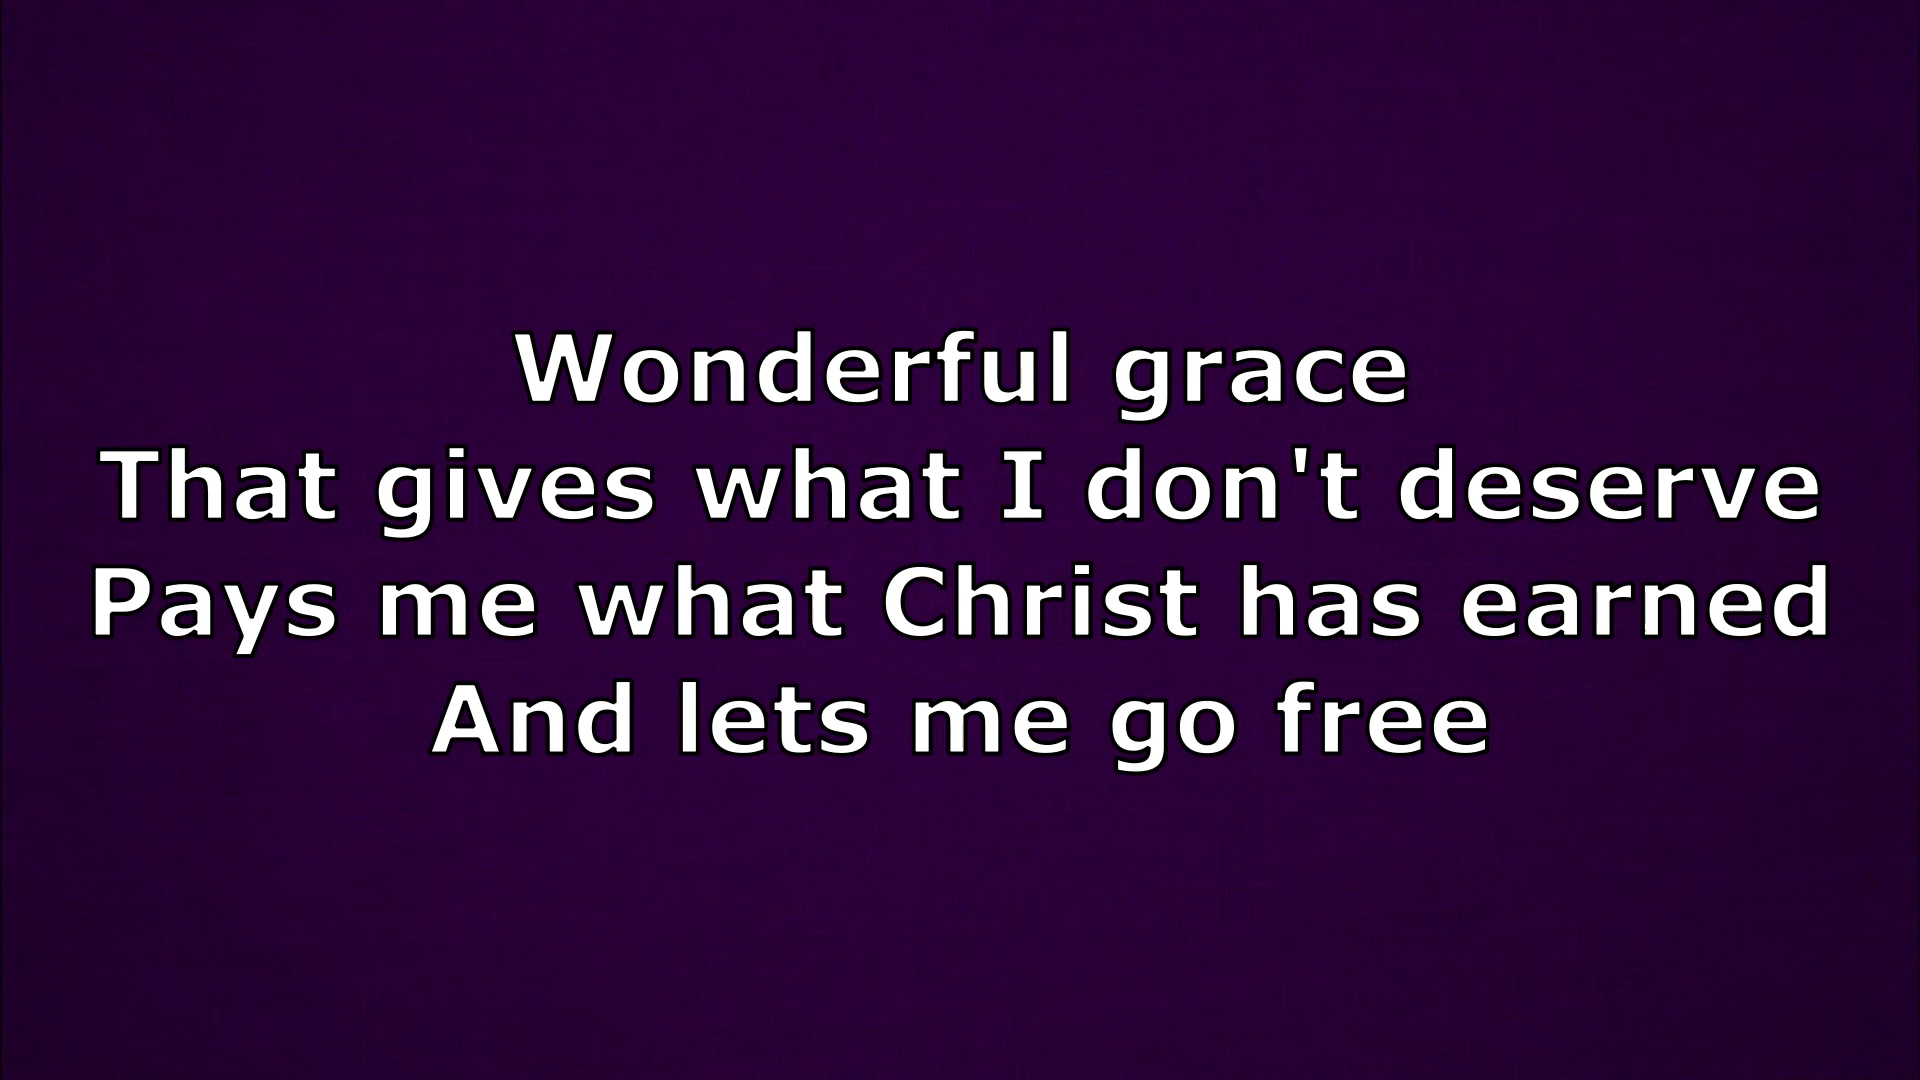 Wonderful grace
That gives what I don't deserve
Pays me what Christ has earned
And lets me go free